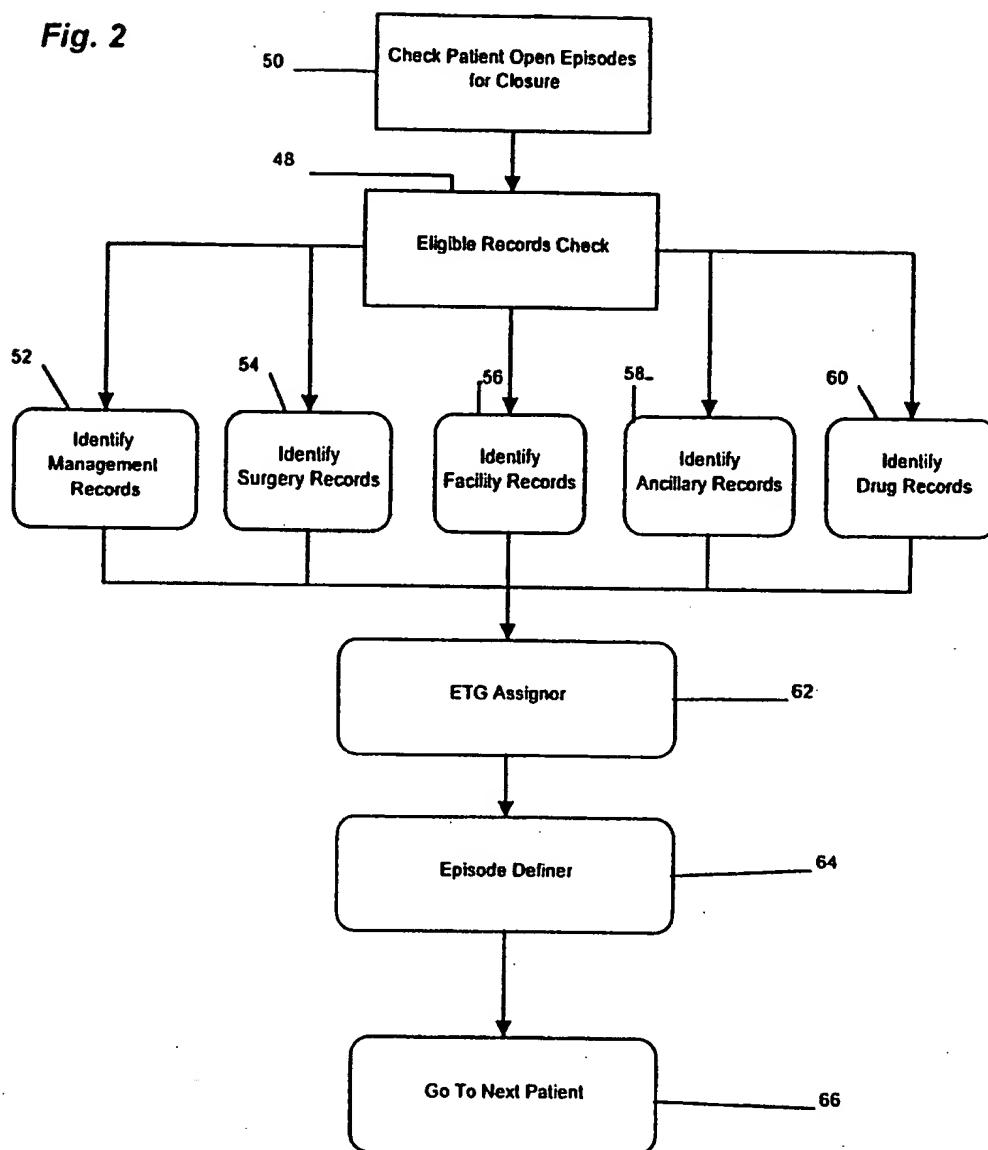 Fig. 2
50
Check Patient Open Episodes
for Closure
48
Eligible Records Check
52
54
56
58
60
Identify
Management
Records
Identify
Surgery Records
Identify
Facility Records
Identify
Ancillary Records
Identify
Drug Records
ETG Assignor
62
Episode Definer
64
Go To Next Patient
66